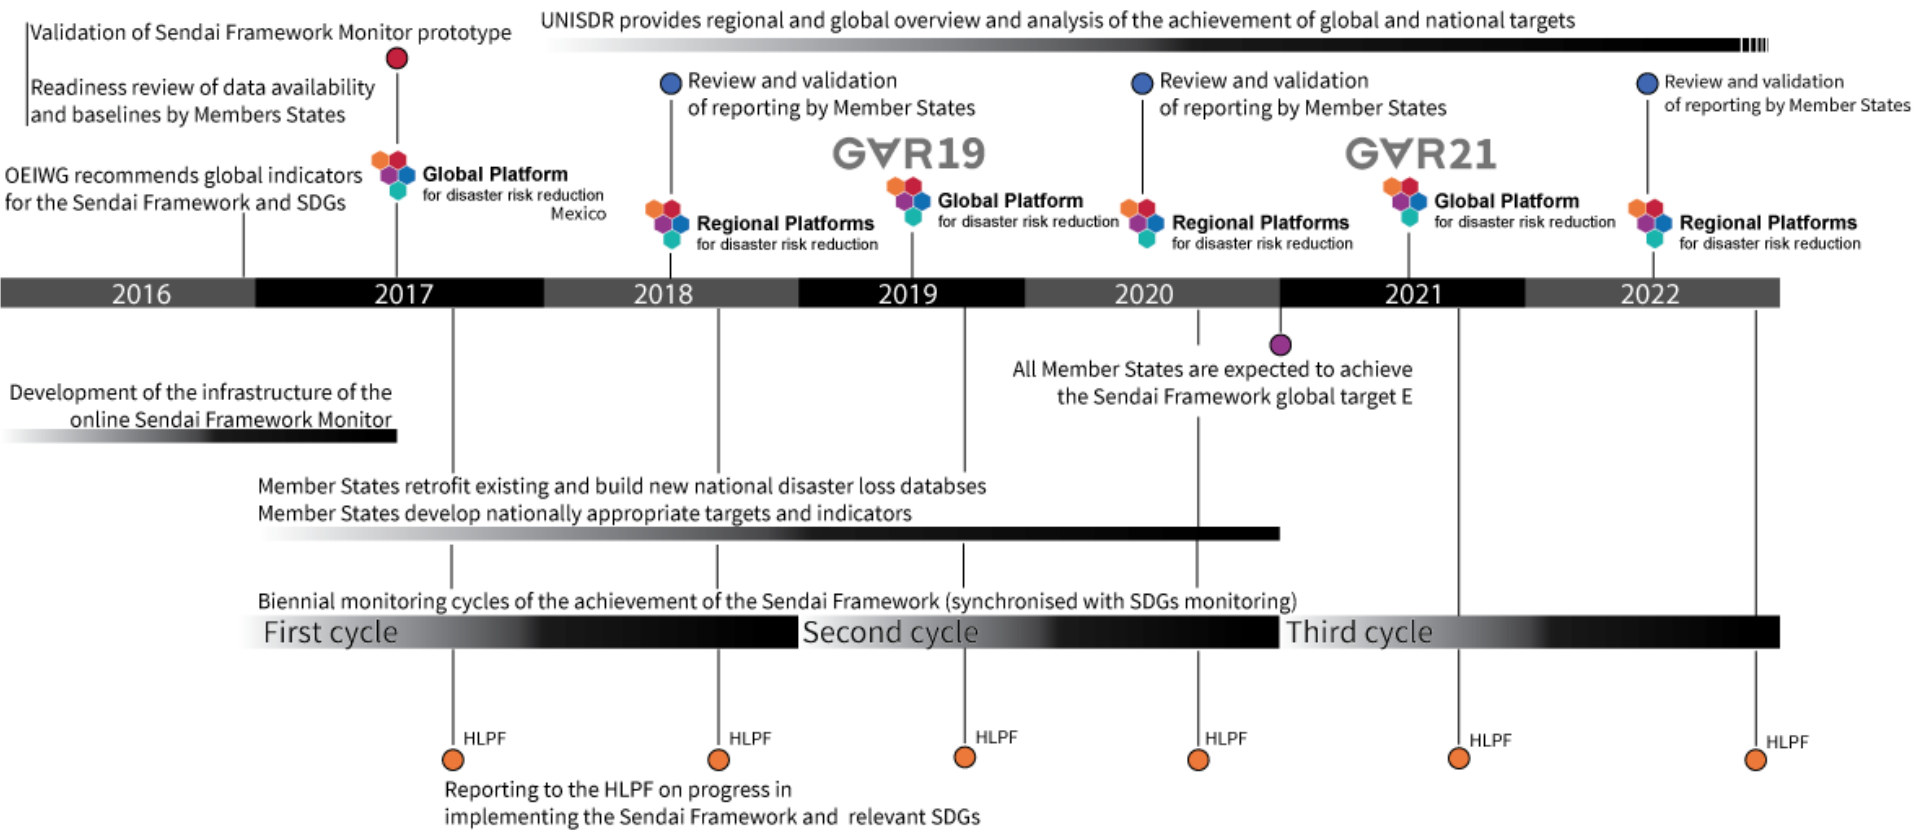 UNISDR provides regional and global overview and analysis of the achievement of global and national targets
Validation of Sendai Framework Monitor prototype
Readiness review of data availability
and baselines by Members States
Review and validation
of reporting by Member States
Review and validation
of reporting by Member States
Review and validation
of reporting by Member States
OEIWG recommends global indicators
for the Sendai Framework and SDGs
Global Platform
for disaster risk reduction
Mexico
Regional Platforms
for disaster risk reduction
GAR19
Global Platform
for disaster risk reduction
Regional Platforms
for disaster risk reduction
GAR21
Global Platform
for disaster risk reduction
Regional Platforms
for disaster risk reduction
2016 2017 2018 2019 2020 2021 2022
All Member States are expected to achieve
the Sendai Framework global target E
Development of the infrastructure of the
online Sendai Framework Monitor
Member States retrofit existing and build new national disaster loss databses
Member States develop nationally appropriate targets and indicators
Biennial monitoring cycles of the achievement of the Sendai Framework (synchronised with SDGs monitoring)
First cycle Second cycle Third cycle
HLPF HLPF HLPF HLPF HLPF HLPF
Reporting to the HLPF on progress in
implementing the Sendai Framework and relevant SDGs